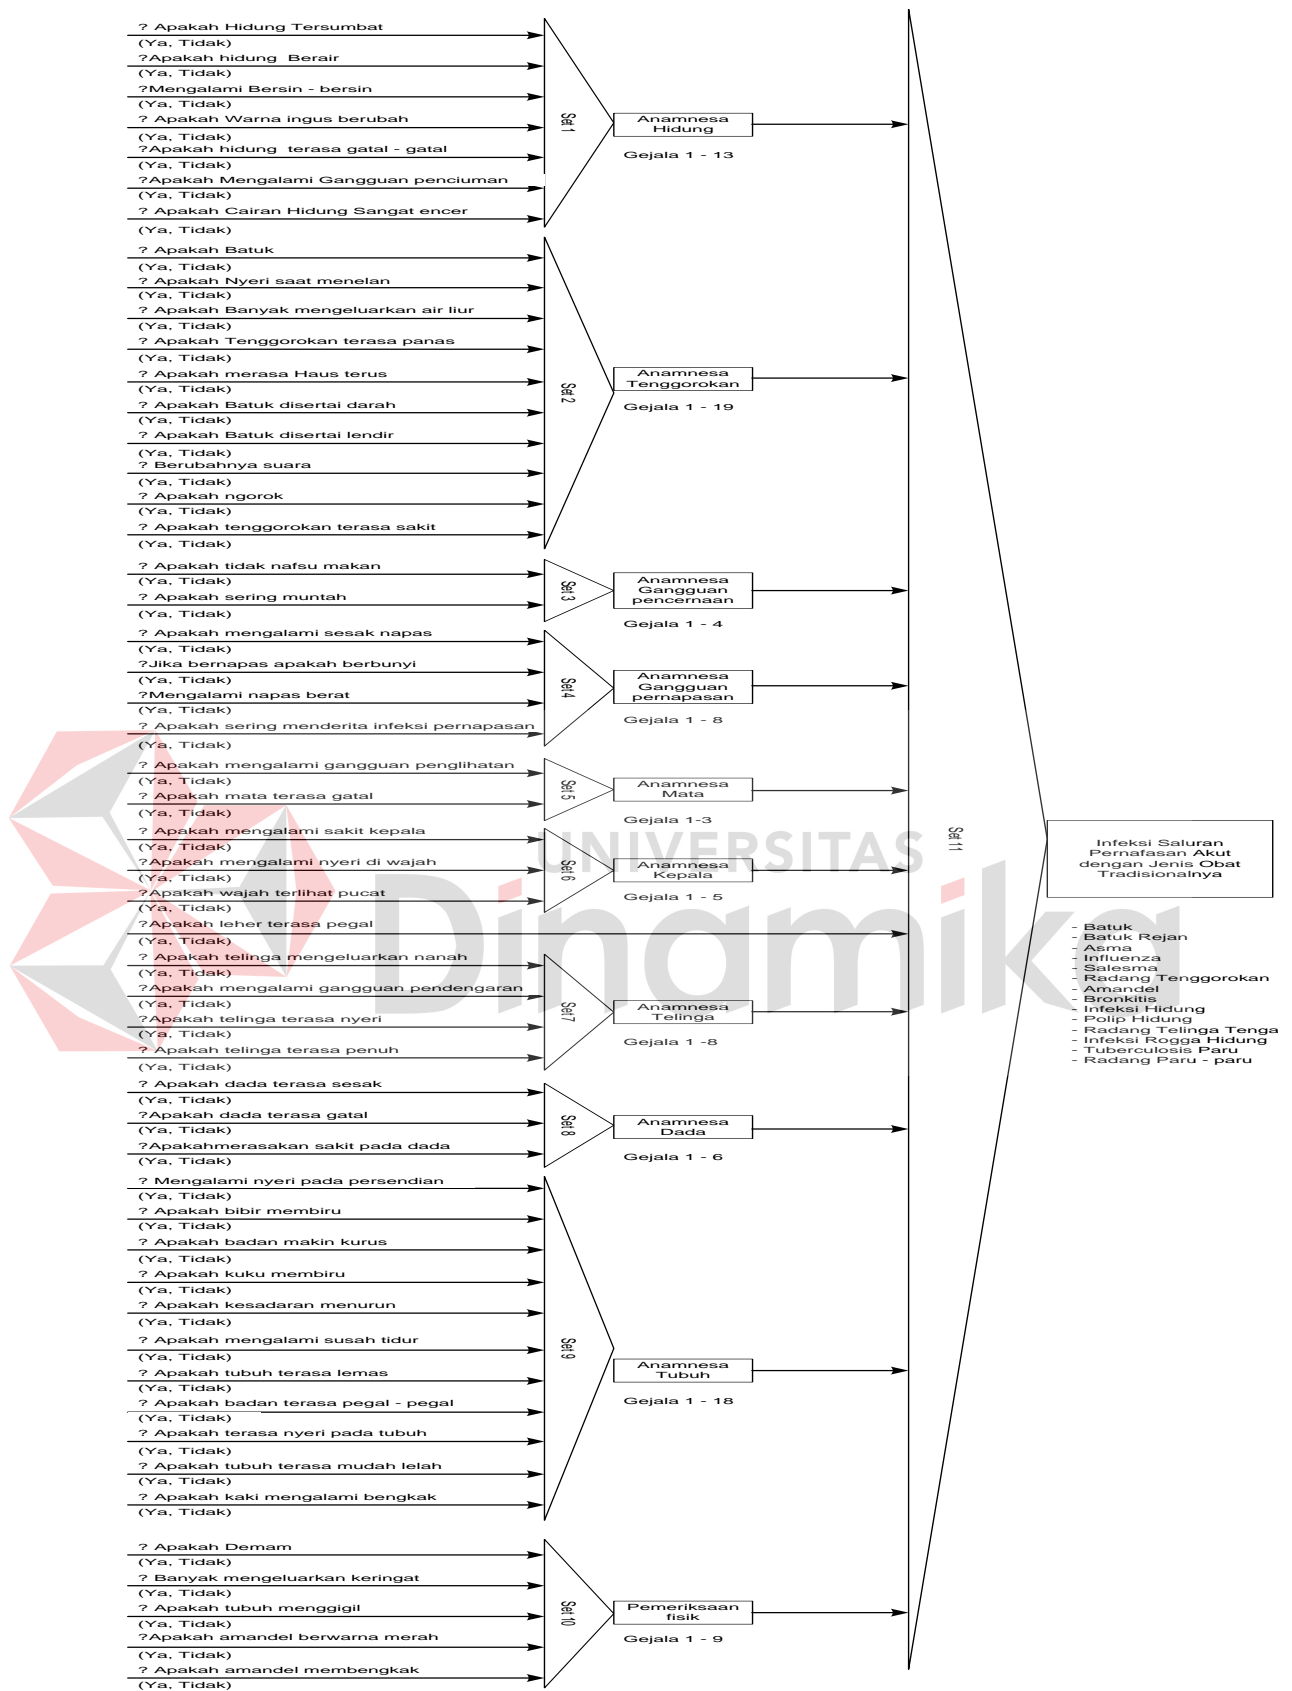 ? Apakah Hidung Tersumbat
(Ya, Tidak)
?Apakah hidung Berair
(Ya, Tidak)
?Mengalami Bersin - bersin
(Ya, Tidak)
? Apakah Warna ingus berubah
(Ya, Tidak)
?Apakah hidung terasa gatal - gatal
(Ya, Tidak)
?Apakah Mengalami Gangguan penciuman
(Ya, Tidak)
? Apakah Cairan Hidung Sangat encer
(Ya, Tidak)
Set 1
Anamnesa
Hidung
Gejala 1 - 13
? Apakah Batuk
(Ya, Tidak)
? Apakah Nyeri saat menelan
(Ya, Tidak)
? Apakah Banyak mengeluarkan air liur
(Ya, Tidak)
? Apakah Tenggorokan terasa panas
(Ya, Tidak)
? Apakah merasa Haus terus
(Ya, Tidak)
? Apakah Batuk disertai darah
(Ya, Tidak)
? Apakah Batuk disertai lendir
(Ya, Tidak)
? Berubahnya suara
(Ya, Tidak)
? Apakah ngorok
(Ya, Tidak)
? Apakah tenggorokan terasa sakit
(Ya, Tidak)
Set 2
Anamnesa
Tenggorokan
Gejala 1 - 19
? Apakah tidak nafsu makan
(Ya, Tidak)
? Apakah sering muntah
(Ya, Tidak)
Set 3
Anamnesa
Gangguan
pencernaan
Gejala 1 - 4
? Apakah mengalami sesak napas
(Ya, Tidak)
?Jika bernapas apakah berbunyi
(Ya, Tidak)
?Mengalami napas berat
(Ya, Tidak)
? Apakah sering menderita infeksi pernapasan
(Ya, Tidak)
Set 4
Anamnesa
Gangguan
pernapasan
Gejala 1 - 8
? Apakah mengalami gangguan penglihatan
(Ya, Tidak)
? Apakah mata terasa gatal
(Ya, Tidak)
Set 5
Anamnesa
Mata
Gejala 1-3
? Apakah mengalami sakit kepala
(Ya, Tidak)
?Apakah mengalami nyeri di wajah
(Ya, Tidak)
?Apakah wajah terlihat pucat
(Ya, Tidak)
Set 6
Anamnesa
Kepala
Gejala 1 - 5
?Apakah leher terasa pegal
(Ya, Tidak)
? Apakah telinga mengeluarkan nanah
(Ya, Tidak)
?Apakah mengalami gangguan pendengaran
(Ya, Tidak)
?Apakah telinga terasa nyeri
(Ya, Tidak)
? Apakah telinga terasa penuh
(Ya, Tidak)
Set 7
Anamnesa
Telinga
Gejala 1 -8
? Apakah dada terasa sesak
(Ya, Tidak)
?Apakah dada terasa gatal
(Ya, Tidak)
?Apakahmerasakan sakit pada dada
(Ya, Tidak)
Set 8
Anamnesa
Dada
Gejala 1 - 6
? Mengalami nyeri pada persendian
(Ya, Tidak)
? Apakah bibir membiru
(Ya, Tidak)
? Apakah badan makin kurus
(Ya, Tidak)
? Apakah kuku membiru
(Ya, Tidak)
? Apakah kesadaran menurun
(Ya, Tidak)
? Apakah mengalami susah tidur
(Ya, Tidak)
? Apakah tubuh terasa lemas
(Ya, Tidak)
? Apakah badan terasa pegal - pegal
(Ya, Tidak)
? Apakah terasa nyeri pada tubuh
(Ya, Tidak)
? Apakah tubuh terasa mudah lelah
(Ya, Tidak)
? Apakah kaki mengalami bengkak
(Ya, Tidak)
Set 9
Anamnesa
Tubuh
Gejala 1 - 18
? Apakah Demam
(Ya, Tidak)
? Banyak mengeluarkan keringat
(Ya, Tidak)
? Apakah tubuh menggigil
(Ya, Tidak)
?Apakah amandel berwarna merah
(Ya, Tidak)
? Apakah amandel membengkak
(Ya, Tidak)
Set 10
Pemeriksaan
fisik
Gejala 1 - 9
Set 11
Infeksi Saluran
Pernafasan Akut
dengan Jenis Obat
Tradisionalnya
- Batuk
- Batuk Rejan
- Asma
- Influenza
- Salesma
- Radang Tenggorokan
- Amandel
- Bronkitis
- Infeksi Hidung
- Polip Hidung
- Radang Telinga Tenga
- Infeksi Rogga Hidung
- Tuberculosis Paru
- Radang Paru - paru
UNIVERSITAS
Dinamika